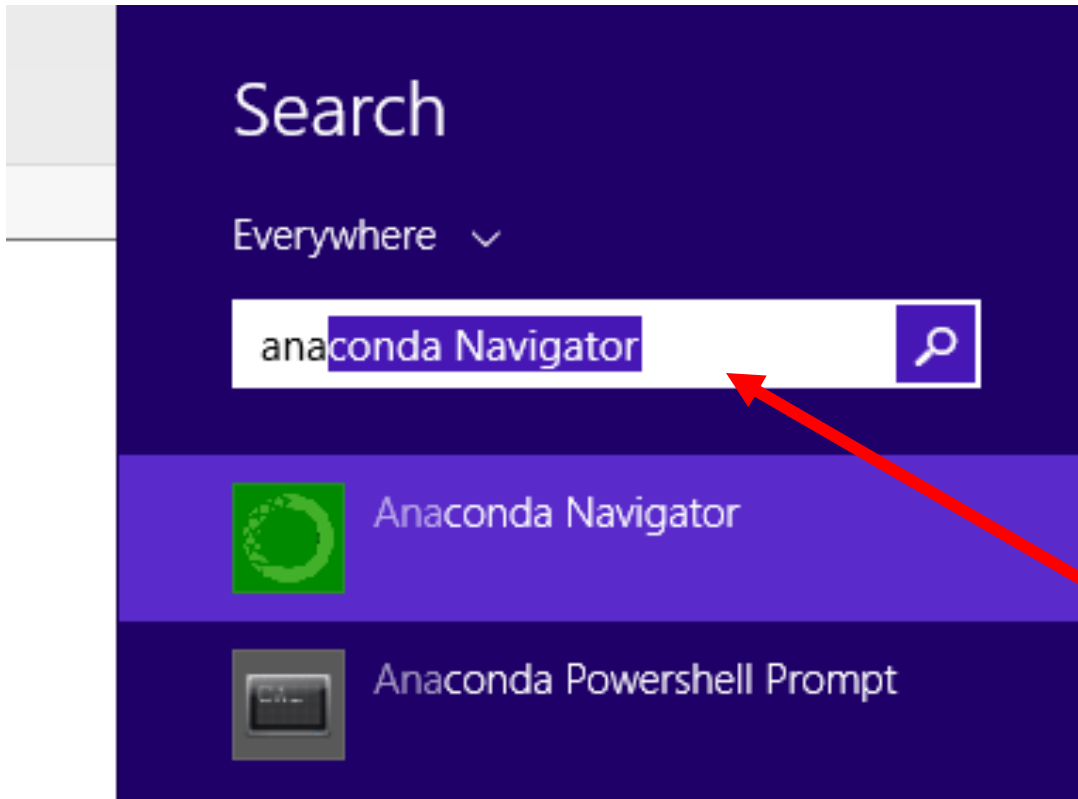 Search
Everywhere
anaconda Navigator
Anaconda Navigator
Anaconda Powershell Prompt